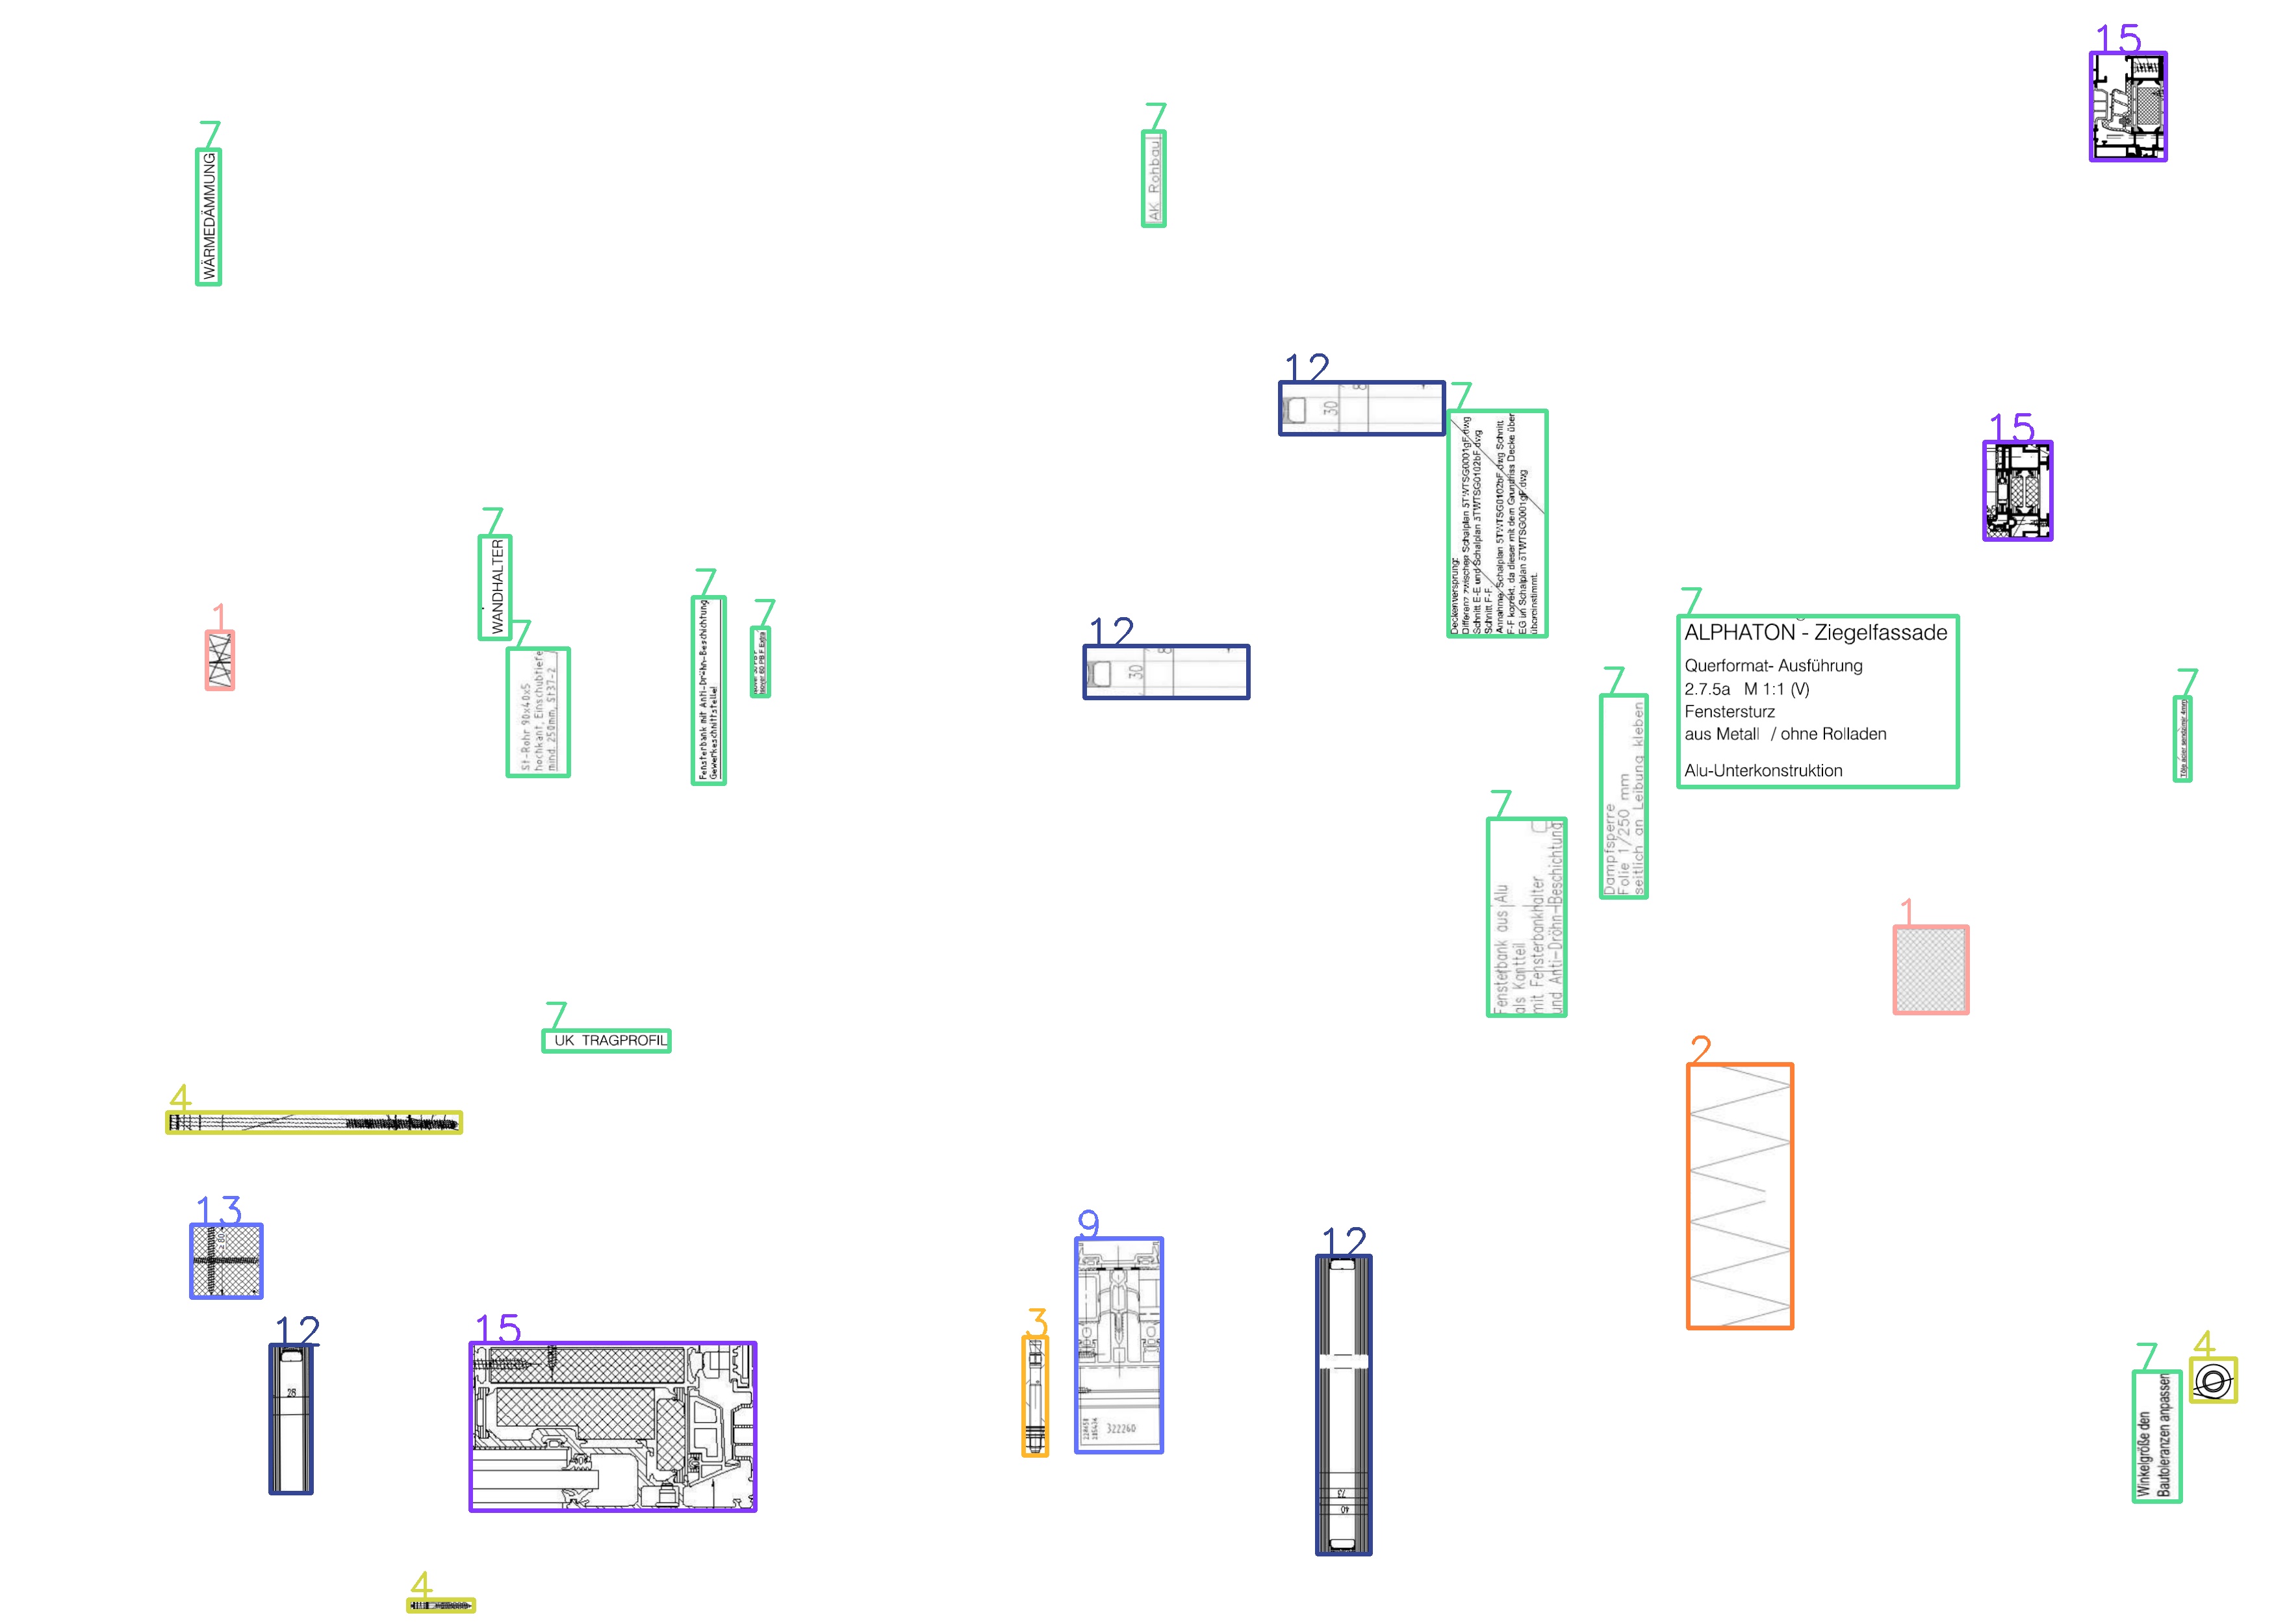 15
7
7
WÄRMEDÄMMUNG
AK Rohbau
12
30
8
7
Deckenversprung:
Differenz zwischen Schalplan 5TWTSG0001gF.dwg
Schnitt E-E und Schalplan 5TWTSG0102bF.dwg
Schnitt F-F.
Annahme: Schalplan 5TWTSG0102bF.dwg Schnitt
F-F korrekt, da dieser mit dem Grundriss Decke über
EG in Schalplan 5TWTSG0001gF.dwg
übereinstimmt.
15
7
WANDHALTER
7
St-Rohr 90x40x5
hochkant, Einschubtiefe
mind. 250mm, St37-2
7
Fensterbank mit Anti-Dröhn-Beschichtung
Gewerkeschnittstelle!
7
1
12
30
8
7
ALPHATON - Ziegelfassade
Querformat- Ausführung
2.7.5a M 1:1 (V)
Fenstersturz
aus Metall / ohne Rolladen
Alu-Unterkonstruktion
7
Dampfsperre
Folie 1/250 mm
seitlich an Leibung kleben
7
7
Fensterbank aus Alu
als Kantteil
mit Fensterbankhalter
und Anti-Dröhn-Beschichtung
1
7
UK TRAGPROFIL
2
4
13
9
322260
12
73
40
12
28
15
3
7
Winkelgröße den
Bautoleranzen anpassen
4
4